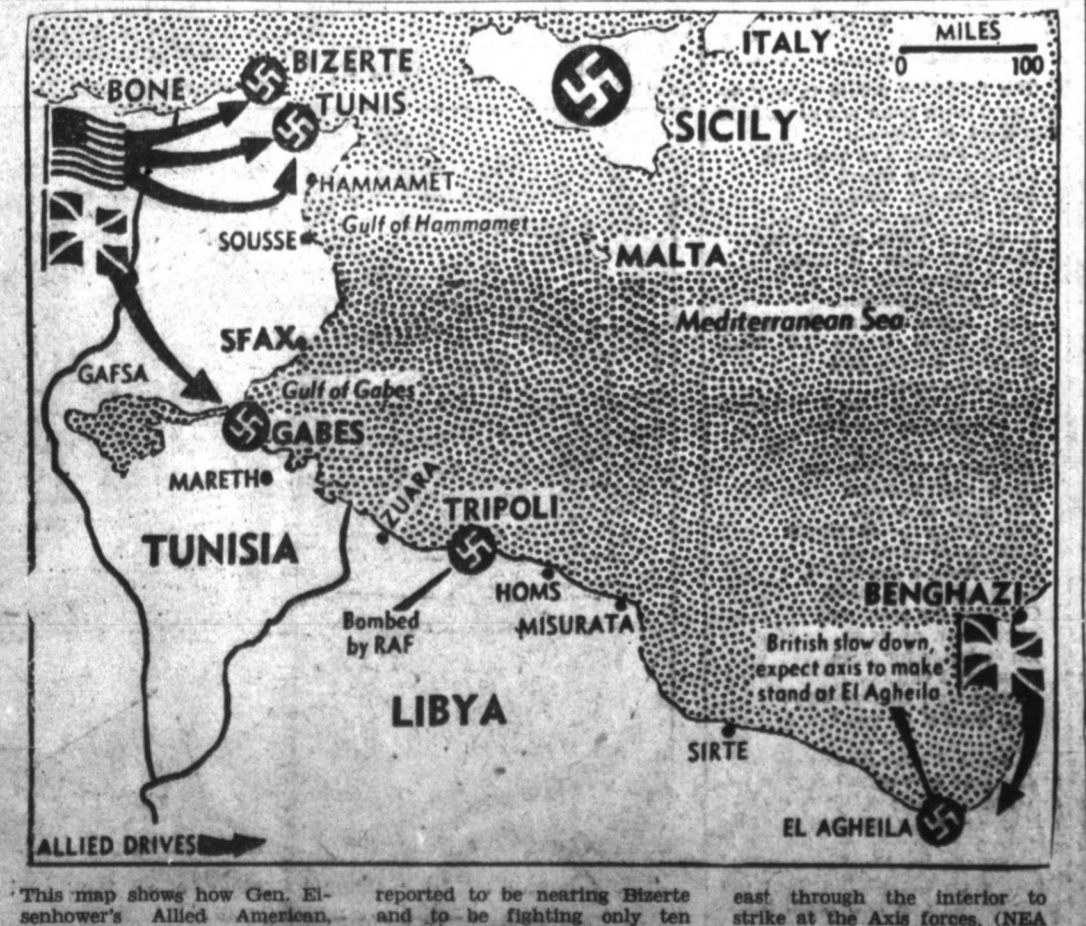 ITALY
MILES
0 100
BIZERTE
BONE
TUNIS
SICILY
HAMMAMET
Gulf of Hammamet
SOUSSE
MALTA
Mediterranean Sea
SFAX
GAFSA
Gulf of Gabes
GABES
MARETH
ZUARA
TRIPOLI
TUNISIA
HOMS
MISURATA
BENGHAZI
Bombed
by RAF
British slow down,
expect axis to make
stand at El Agheila
LIBYA
SIRTE
EL AGHEILA
ALLIED DRIVES
This map shows how Gen. Ei-
senhower's Allied American,
reported to be nearing Bizerte
and to be fighting only ten
east through the interior to
strike at the Axis forces. (NEA